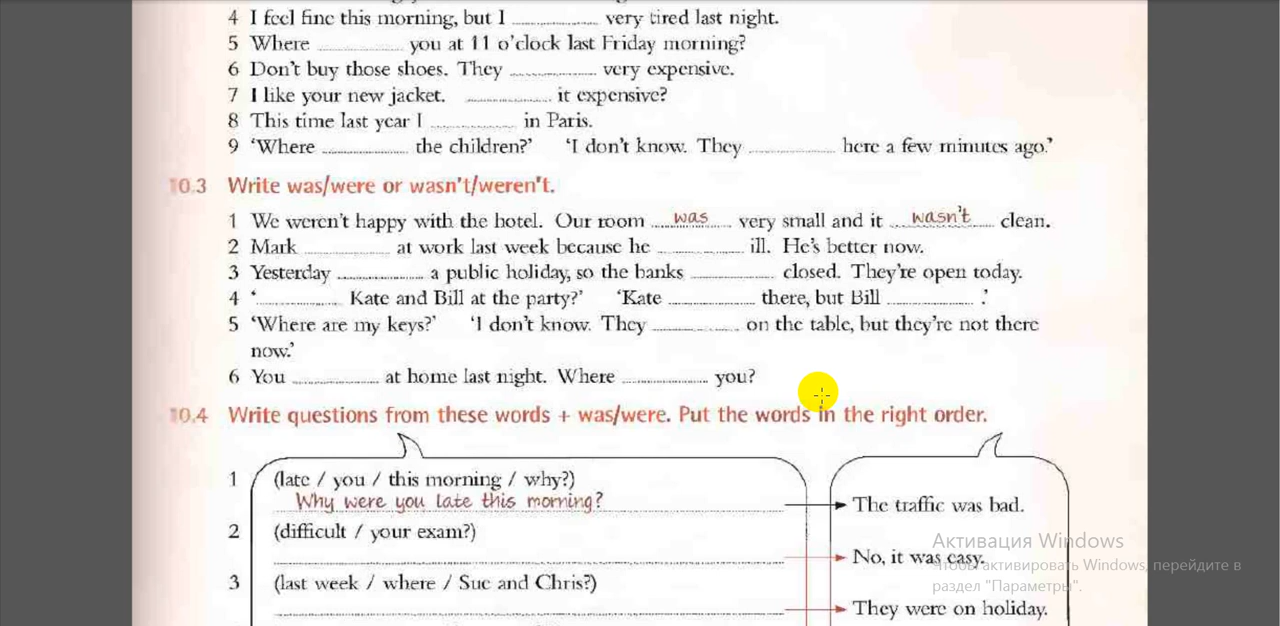 4 I feel fine this morning, but I .................... very tired last night.
5 Where .................... you at 11 o'clock last Friday morning?
6 Don't buy those shoes. They .................... very expensive.
7 I like your new jacket. .................... it expensive?
8 This time last year I .................... in Paris.
9 'Where .................... the children?' 'I don't know. They .................... here a few minutes ago.'
10.3 Write was/were or wasn't/weren't.
1 We weren't happy with the hotel. Our room .....was..... very small and it .....wasn't..... clean.
2 Mark .................... at work last week because he .................... ill. He's better now.
3 Yesterday .................... a public holiday, so the banks .................... closed. They're open today.
4 '.................... Kate and Bill at the party?' 'Kate .................... there, but Bill .................... .'
5 'Where are my keys?' 'I don't know. They .................... on the table, but they're not there
now.'
6 You .................... at home last night. Where .................... you?
10.4 Write questions from these words + was/were. Put the words in the right order.
1 (late / you / this morning / why?)
Why were you late this morning?
The traffic was bad.
2 (difficult / your exam?)
No, it was easy.
3 (last week / where / Sue and Chris?)
They were on holiday.
Активация Windows
Чтобы активировать Windows, перейдите в
раздел "Параметры".